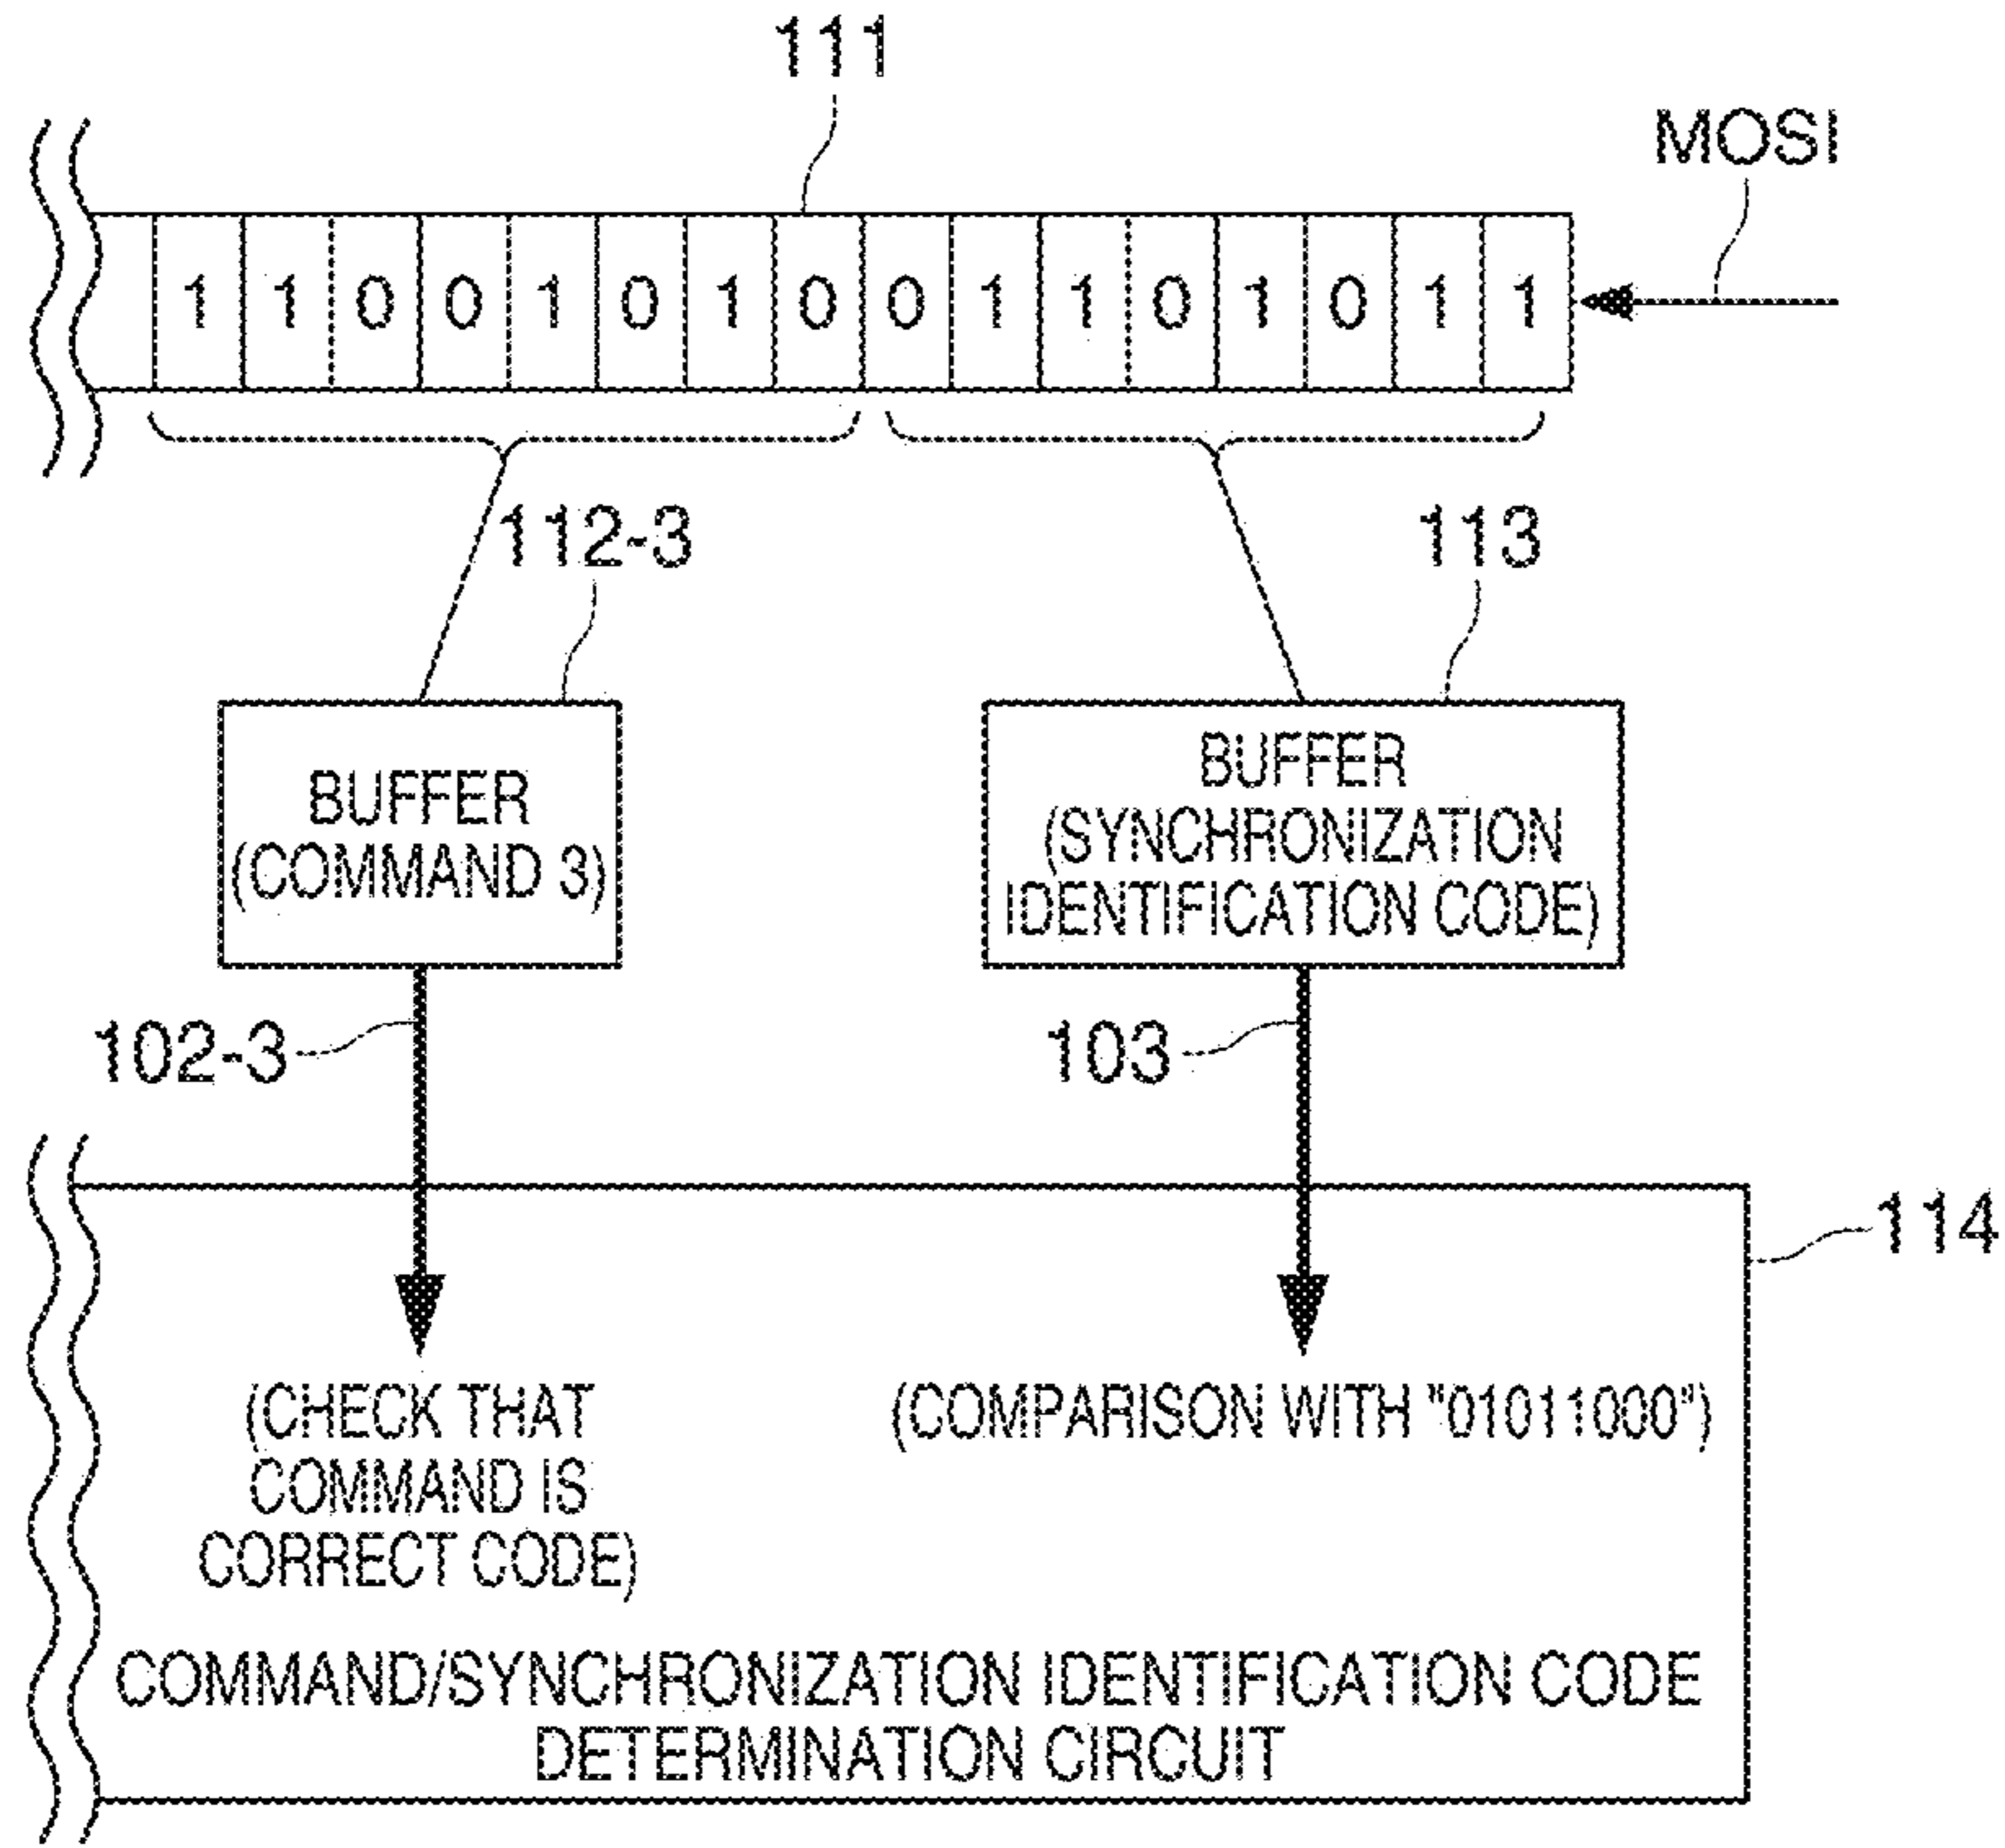 111
MOSI
1 1 0 0 1 0 1 0 0 1 1 0 1 0 1 1
112-3
113
BUFFER
(COMMAND 3)
BUFFER
(SYNCHRONIZATION
IDENTIFICATION CODE)
102-3
103
114
(CHECK THAT
COMMAND IS
CORRECT CODE)
(COMPARISON WITH "01011000")
COMMAND/SYNCHRONIZATION IDENTIFICATION CODE
DETERMINATION CIRCUIT